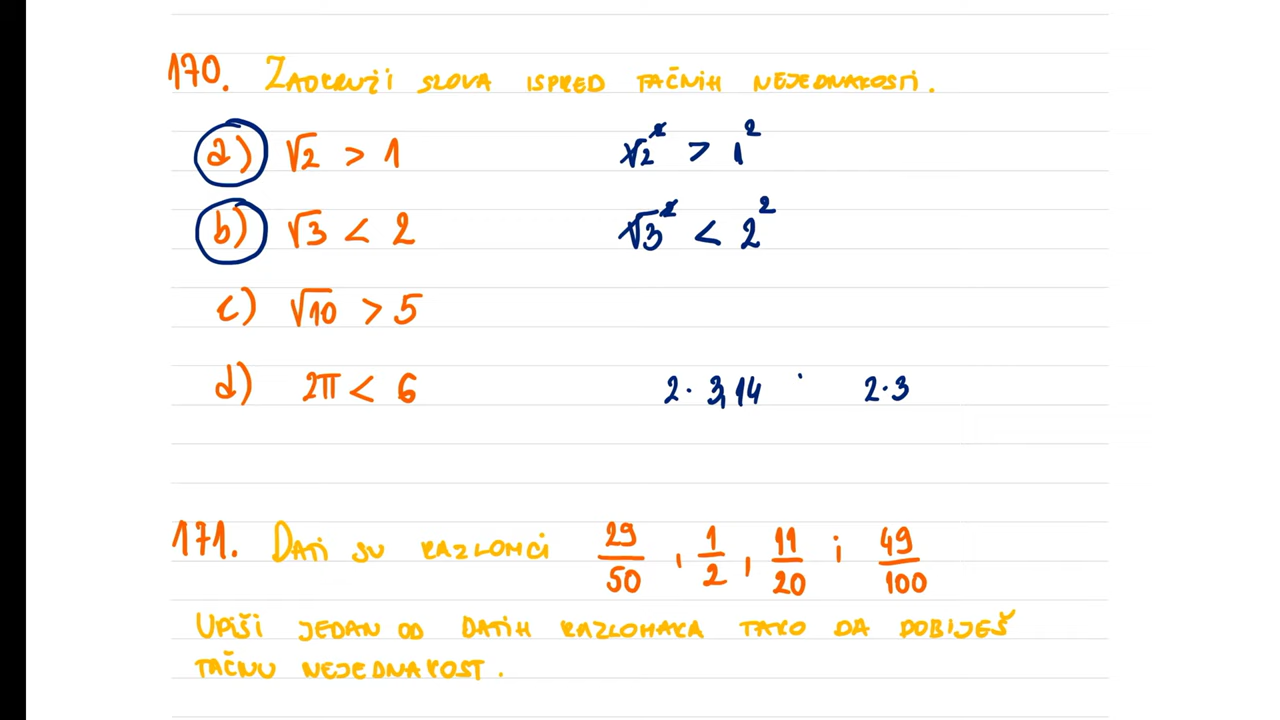 170. Zaokruži slova ispred tačnih nejednakosti.
a) √2 > 1 √2² > 1²
b) √3 < 2 √3² < 2²
c) √10 > 5
d) 2π < 6 2 · 3,14 2 · 3
171. Dati su razlomci 29/50 , 1/2 , 11/20 i 49/100
Upiši jedan od datih razlomaka tako da dobiješ
tačnu nejednakost.